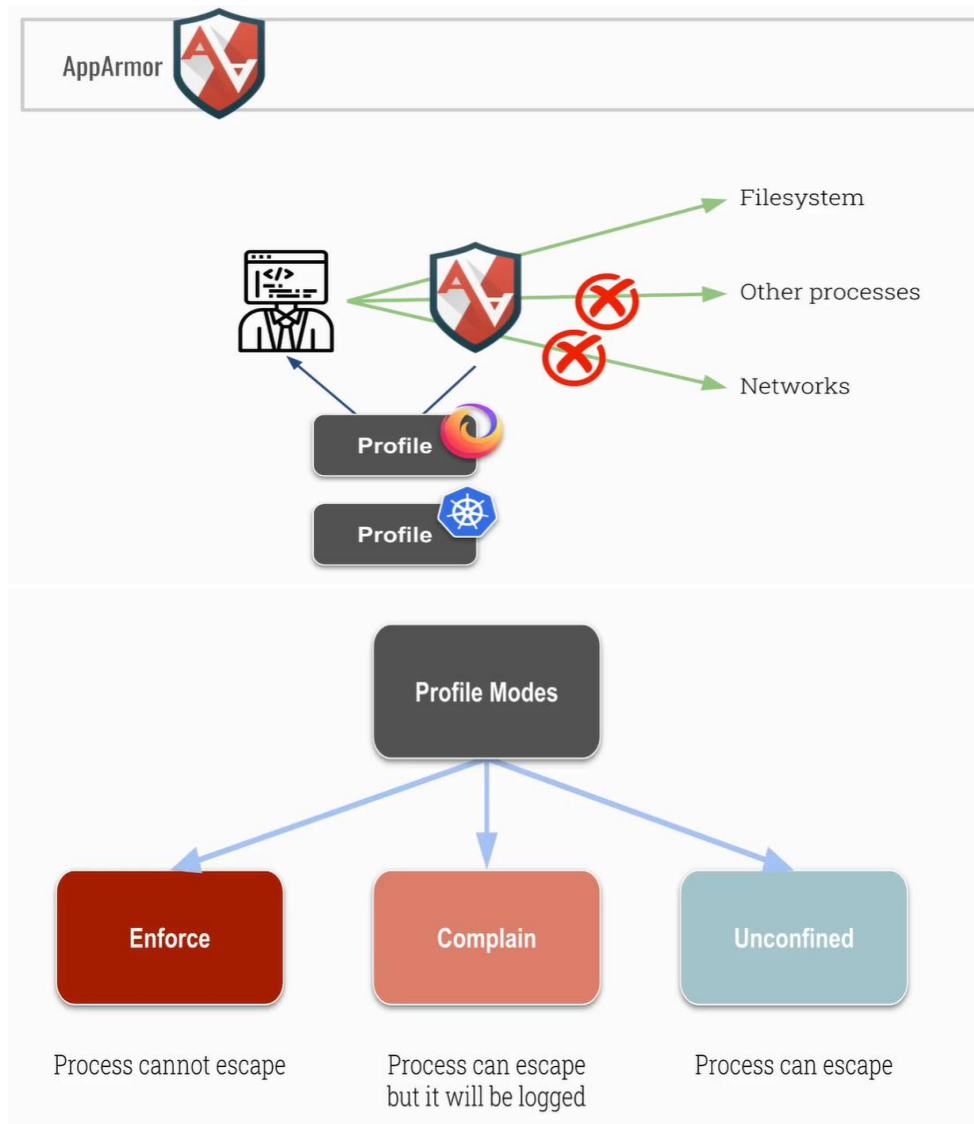 AppArmor
Filesystem
Other processes
Networks
Profile
Profile
Profile Modes
Enforce
Complain
Unconfined
Process cannot escape
Process can escape
but it will be logged
Process can escape